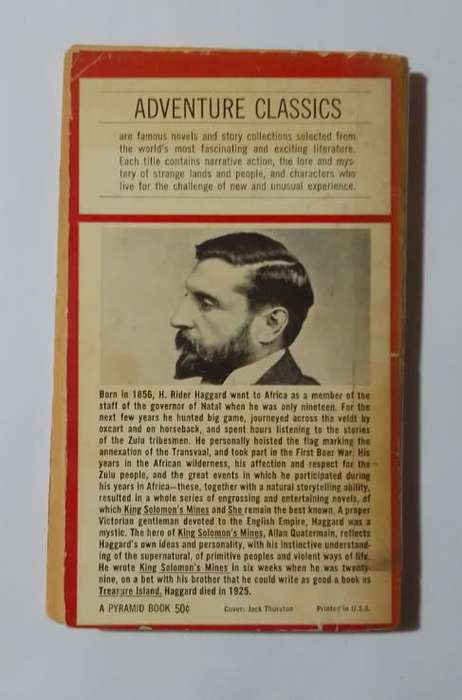 ADVENTURE CLASSICS
are famous novels and story collections selected from
the world's most fascinating and exciting literature.
Each title contains narrative action, the lore and mys-
tery of strange lands and people, and characters who
live for the challenge of new and unusual experience.
Born in 1856, H. Rider Haggard went to Africa as a member of the
staff of the governor of Natal when he was only nineteen. For the
next few years he hunted big game, journeyed across the veldt by
oxcart and on horseback, and spent hours listening to the stories
of the Zulu tribesmen. He personally hoisted the flag marking the
annexation of the Transvaal, and took part in the First Boer War. His
years in the African wilderness, his affection and respect for the
Zulu people, and the great events in which he participated during
his years in Africa—these, together with a natural storytelling ability,
resulted in a whole series of engrossing and entertaining novels, of
which King Solomon's Mines and She remain the best known. A proper
Victorian gentleman devoted to the English Empire, Haggard was a
mystic. The hero of King Solomon's Mines, Allan Quatermain, reflects
Haggard's own ideas and personality, with his instinctive understand-
ing of the supernatural, of primitive peoples and violent ways of life.
He wrote King Solomon's Mines in six weeks when he was twenty-
nine, on a bet with his brother that he could write as good a book as
Treasure Island. Haggard died in 1925.
A PYRAMID BOOK 50¢ Cover: Jack Thurston Printed in U.S.A.